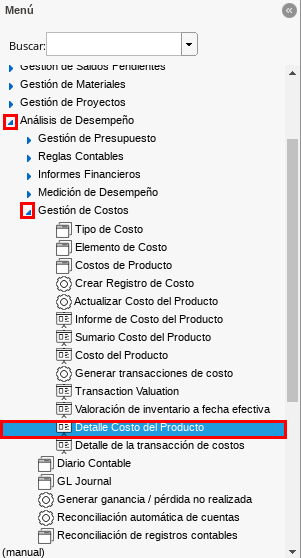 Menú
Buscar:
Gestión de Saldos Pendientes
Gestión de Materiales
Gestión de Proyectos
Análisis de Desempeño
Gestión de Presupuesto
Reglas Contables
Informes Financieros
Medición de Desempeño
Gestión de Costos
Tipo de Costo
Elemento de Costo
Costos de Producto
Crear Registro de Costo
Actualizar Costo del Producto
Informe de Costo del Producto
Sumario Costo del Producto
Costo del Producto
Generar transacciones de costo
Transaction Valuation
Valoración de inventario a fecha efectiva
Detalle Costo del Producto
Detalle de la transacción de costos
Diario Contable
GL Journal
Generar ganancia / pérdida no realizada
Reconciliación automática de cuentas
Reconciliación de registros contables
(manual)